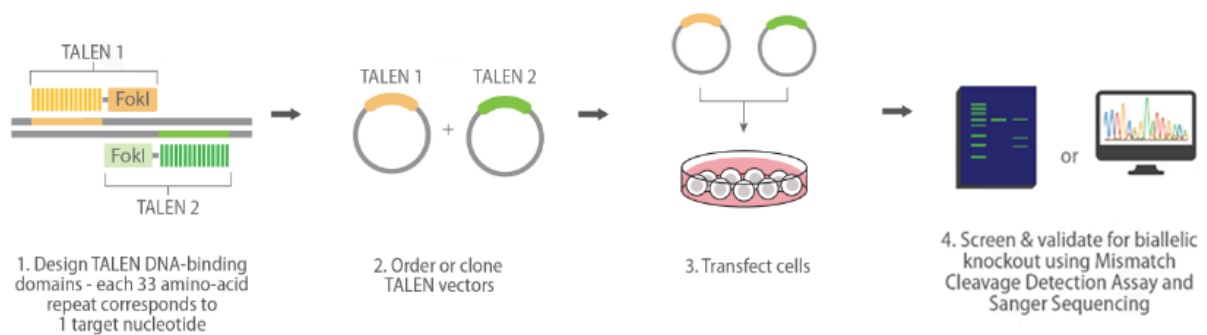 TALEN 1
FokI
FokI
TALEN 2
1. Design TALEN DNA-binding
domains - each 33 amino-acid
repeat corresponds to
1 target nucleotide
TALEN 1 TALEN 2
+
2. Order or clone
TALEN vectors
3. Transfect cells
or
4. Screen & validate for biallelic
knockout using Mismatch
Cleavage Detection Assay and
Sanger Sequencing